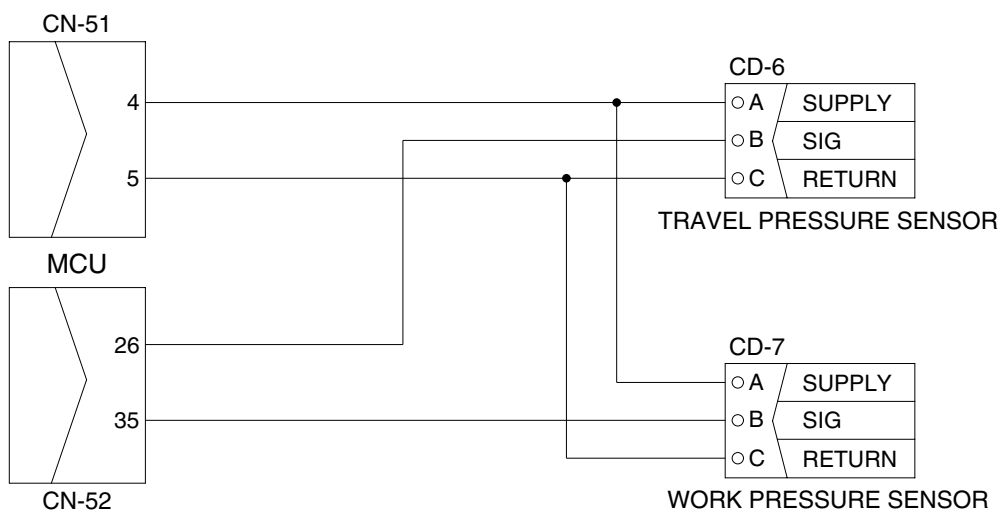 CN-51
4
5
MCU
26
35
CN-52
CD-6
A SUPPLY
B SIG
C RETURN
TRAVEL PRESSURE SENSOR
CD-7
A SUPPLY
B SIG
C RETURN
WORK PRESSURE SENSOR